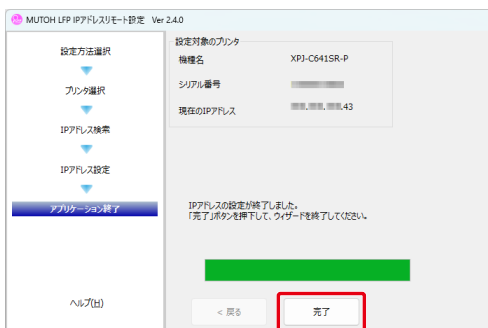 MUTOH LFP IPアドレスリモート設定 Ver 2.4.0
設定方法選択
プリンタ選択
IPアドレス検索
IPアドレス設定
アプリケーション終了
ヘルプ(H)
設定対象のプリンタ
機種名 XPJ-C641SR-P
シリアル番号
現在のIPアドレス .43
IPアドレスの設定が終了しました。
「完了」ボタンを押下して、ウィザードを終了してください。
< 戻る 完了